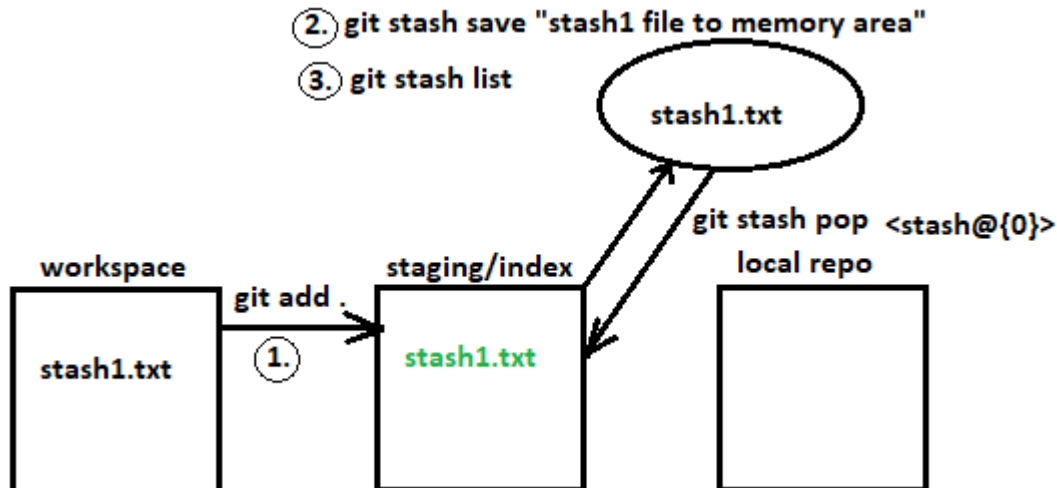 2. git stash save "stash1 file to memory area"
3. git stash list
stash1.txt
git stash pop <stash@{0}>
workspace
staging/index
local repo
git add .
1.
stash1.txt
stash1.txt